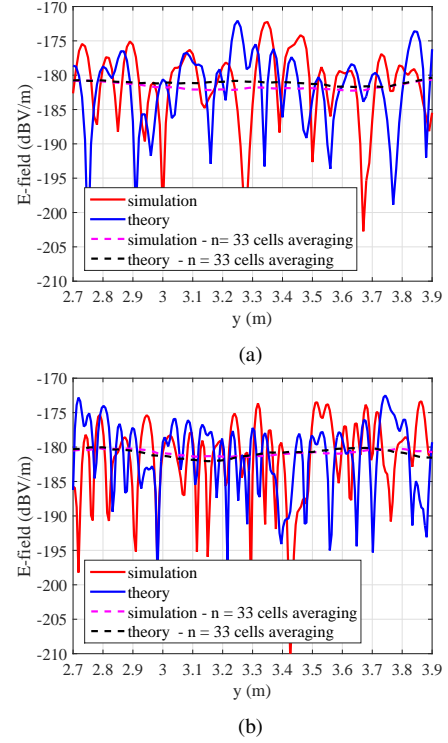 -170
-175
-180
-185
-190
-195
-200
-205
-210
E-field (dBV/m)
simulation
theory
simulation - n= 33 cells averaging
theory - n = 33 cells averaging
2.7 2.8 2.9 3 3.1 3.2 3.3 3.4 3.5 3.6 3.7 3.8 3.9
y (m)
(a)
-170
-175
-180
-185
-190
-195
-200
-205
-210
E-field (dBV/m)
simulation
theory
simulation - n = 33 cells averaging
theory - n = 33 cells averaging
2.7 2.8 2.9 3 3.1 3.2 3.3 3.4 3.5 3.6 3.7 3.8 3.9
y (m)
(b)